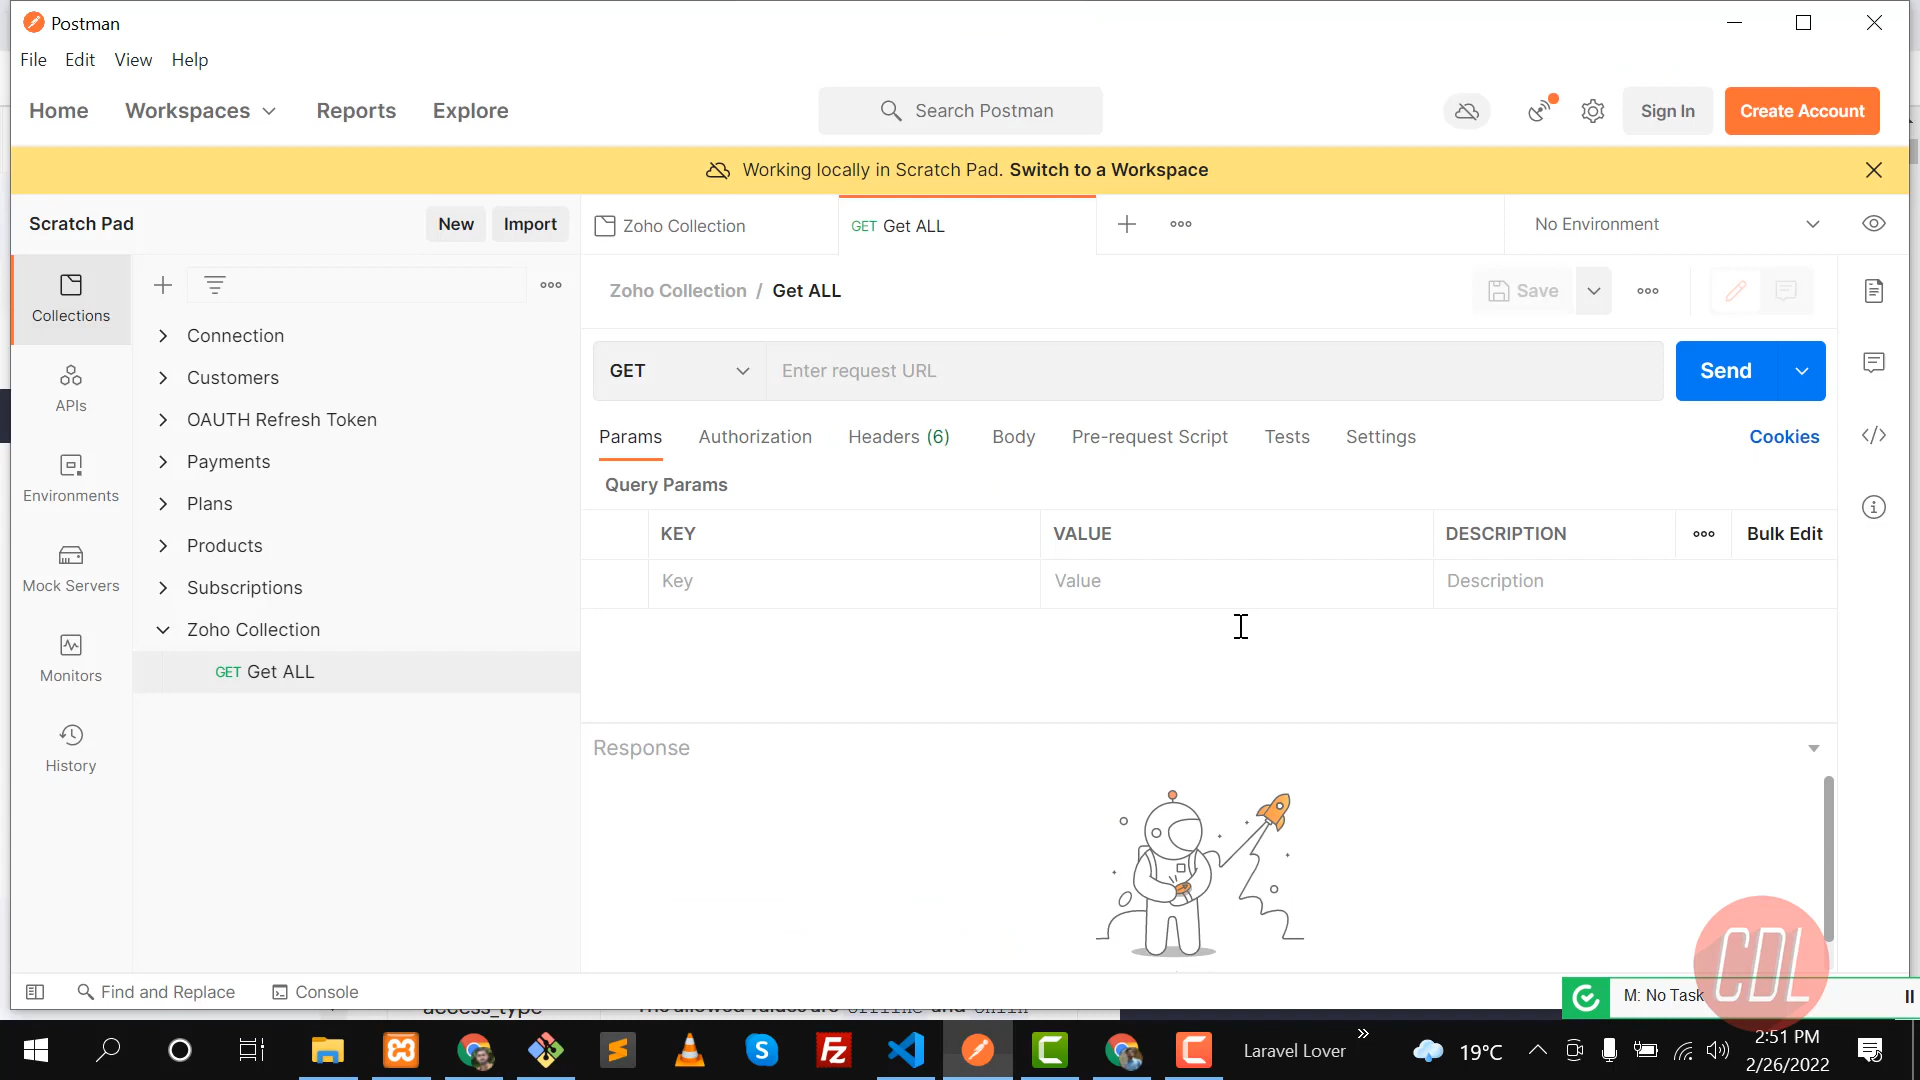 Postman
File Edit View Help
Home Workspaces Reports Explore Search Postman Sign In Create Account
Working locally in Scratch Pad. Switch to a Workspace
Scratch Pad New Import Zoho Collection GET Get ALL No Environment
Collections
APIs
Environments
Mock Servers
Monitors
History
Connection
Customers
OAUTH Refresh Token
Payments
Plans
Products
Subscriptions
Zoho Collection
GET Get ALL
Zoho Collection / Get ALL Save
GET Enter request URL Send
Params Authorization Headers (6) Body Pre-request Script Tests Settings Cookies
Query Params
KEY VALUE DESCRIPTION Bulk Edit
Key Value Description
Response
Find and Replace Console
CDL
M: No Task
access_type
Laravel Lover 19°C 2:51 PM
2/26/2022